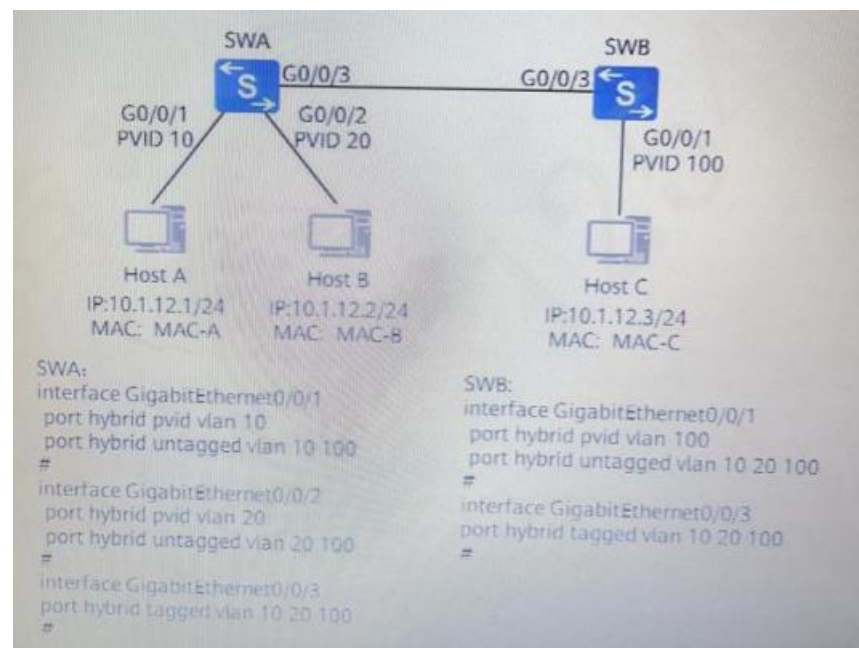 SWA
SWB
G0/0/3
G0/0/3
S
S
G0/0/1
PVID 10
G0/0/2
PVID 20
G0/0/1
PVID 100
Host A
IP:10.1.12.1/24
MAC: MAC-A
Host B
IP:10.1.12.2/24
MAC: MAC-B
Host C
IP:10.1.12.3/24
MAC: MAC-C
SWA:
interface GigabitEthernet0/0/1
port hybrid pvid vlan 10
port hybrid untagged vlan 10 100
#
interface GigabitEthernet0/0/2
port hybrid pvid vlan 20
port hybrid untagged vlan 20 100
#
interface GigabitEthernet0/0/3
port hybrid tagged vlan 10 20 100
#
SWB:
interface GigabitEthernet0/0/1
port hybrid pvid vlan 100
port hybrid untagged vlan 10 20 100
#
interface GigabitEthernet0/0/3
port hybrid tagged vlan 10 20 100
#